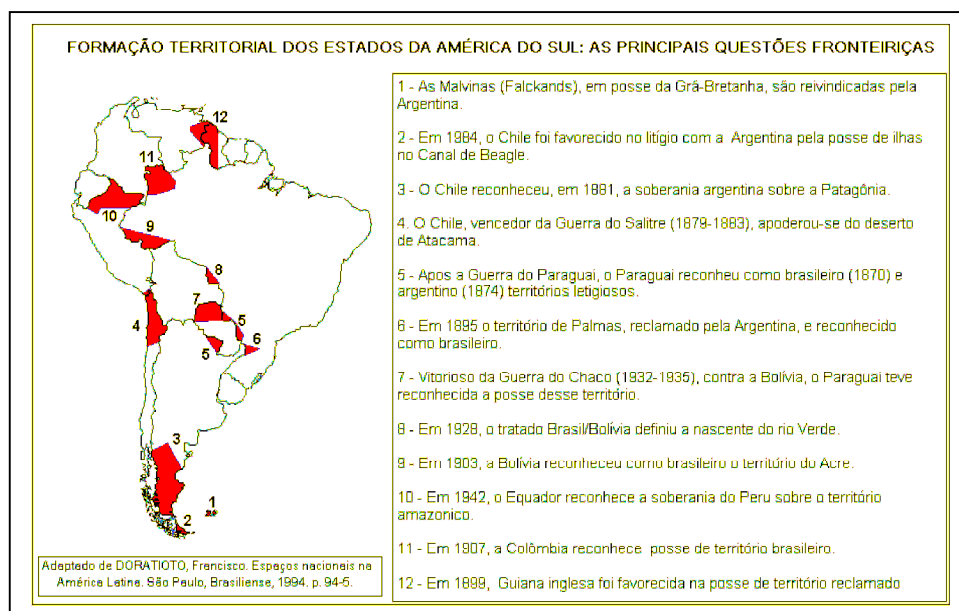 FORMAÇÃO TERRITORIAL DOS ESTADOS DA AMÉRICA DO SUL: AS PRINCIPAIS QUESTÕES FRONTEIRIÇAS
12
11
10
9
8
7
5
6
5
4
3
1
2
Adaptado de DORATIOTO, Francisco. Espaços nacionais na
América Latina. São Paulo, Brasiliense, 1994. p. 94-5.
1 - As Malvinas (Falckands), em posse da Grã-Bretanha, são reivindicadas pela
Argentina.
2 - Em 1984, o Chile foi favorecido no litígio com a Argentina pela posse de ilhas
no Canal de Beagle.
3 - O Chile reconheceu, em 1881, a soberania argentina sobre a Patagônia.
4. O Chile, vencedor da Guerra do Salitre (1879-1883), apoderou-se do deserto
de Atacama.
5 - Apos a Guerra do Paraguai, o Paraguai reconheu como brasileiro (1870) e
argentino (1874) territórios letigiosos.
6 - Em 1895 o território de Palmas, reclamado pela Argentina, e reconhecido
como brasileiro.
7 - Vitorioso da Guerra do Chaco (1932-1935), contra a Bolívia, o Paraguai teve
reconhecida a posse desse território.
8 - Em 1928, o tratado Brasil/Bolívia definiu a nascente do rio Verde.
9 - Em 1903, a Bolívia reconheceu como brasileiro o território do Acre.
10 - Em 1942, o Equador reconhece a soberania do Peru sobre o território
amazonico.
11 - Em 1907, a Colômbia reconhece posse de território brasileiro.
12 - Em 1899, Guiana inglesa foi favorecida na posse de território reclamado